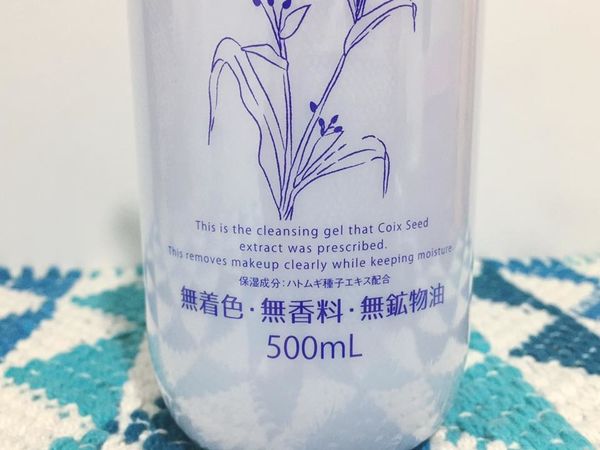 This is the cleansing gel that Coix Seed
extract was prescribed.
This removes makeup clearly while keeping moisture.
保湿成分:ハトムギ種子エキス配合
無着色・無香料・無鉱物油
500mL